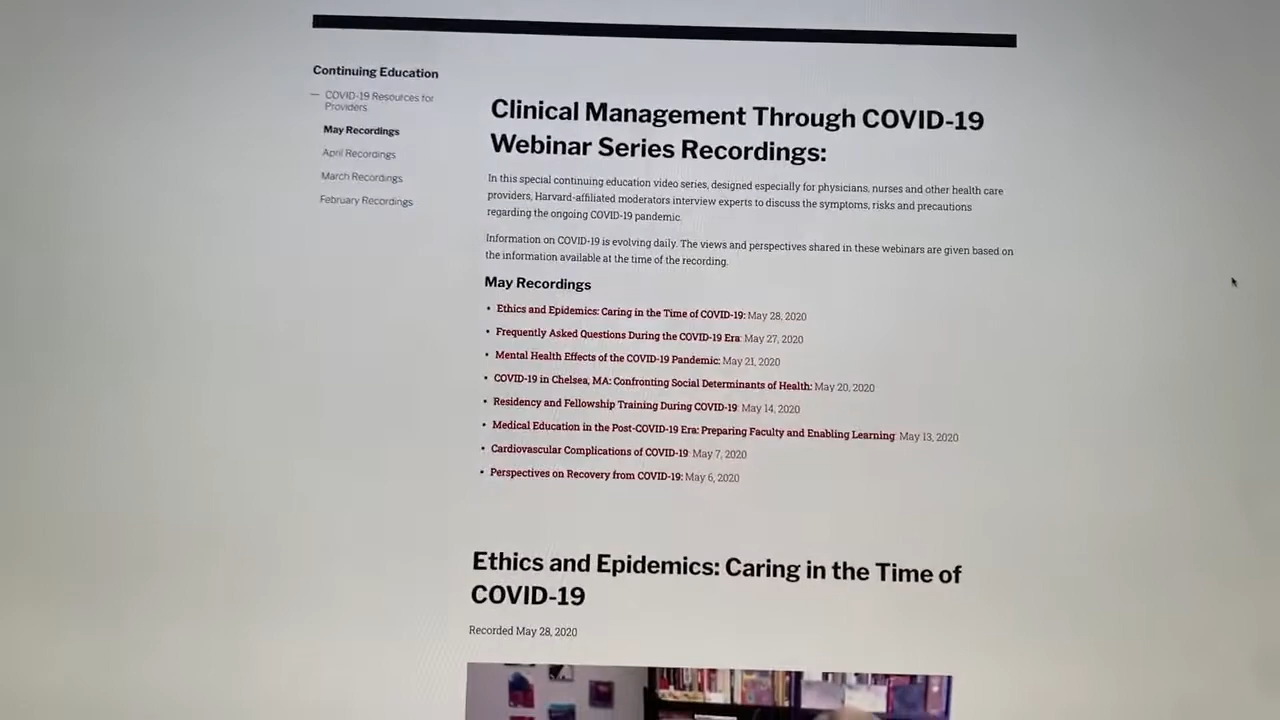 Continuing Education
— COVID-19 Resources for
Providers
May Recordings
April Recordings
March Recordings
February Recordings
Clinical Management Through COVID-19
Webinar Series Recordings:
In this special continuing education video series, designed especially for physicians, nurses and other health care
providers, Harvard-affiliated moderators interview experts to discuss the symptoms, risks and precautions
regarding the ongoing COVID-19 pandemic.
Information on COVID-19 is evolving daily. The views and perspectives shared in these webinars are given based on
the information available at the time of the recording.
May Recordings
• Ethics and Epidemics: Caring in the Time of COVID-19: May 28, 2020
• Frequently Asked Questions During the COVID-19 Era: May 27, 2020
• Mental Health Effects of the COVID-19 Pandemic: May 21, 2020
• COVID-19 in Chelsea, MA: Confronting Social Determinants of Health: May 20, 2020
• Residency and Fellowship Training During COVID-19: May 14, 2020
• Medical Education in the Post-COVID-19 Era: Preparing Faculty and Enabling Learning: May 13, 2020
• Cardiovascular Complications of COVID-19: May 7, 2020
• Perspectives on Recovery from COVID-19: May 6, 2020
Ethics and Epidemics: Caring in the Time of
COVID-19
Recorded May 28, 2020